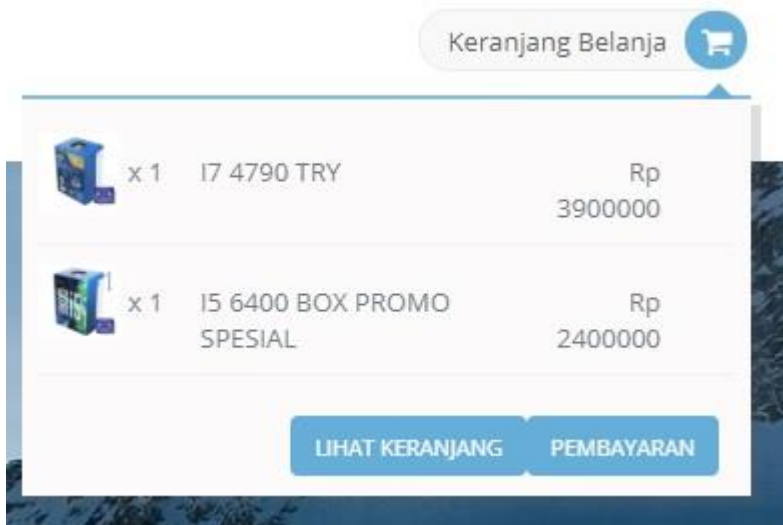 Keranjang Belanja
x 1 I7 4790 TRY Rp
3900000
x 1 I5 6400 BOX PROMO Rp
SPESIAL 2400000
LIHAT KERANJANG PEMBAYARAN